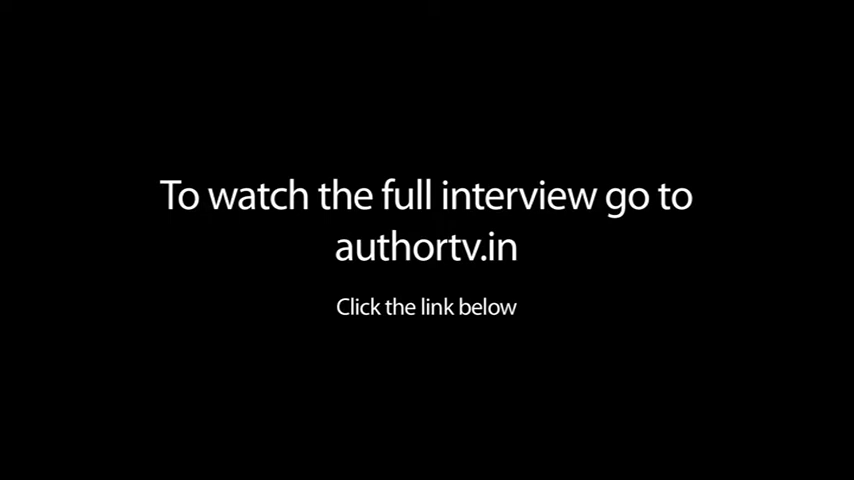 To watch the full interview go to
authortv.in
Click the link below